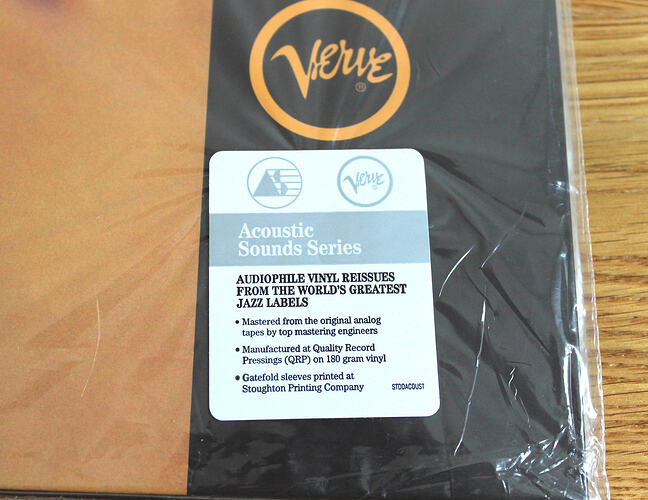 Verve
®
Verve
®
Acoustic
Sounds Series
AUDIOPHILE VINYL REISSUES
FROM THE WORLD'S GREATEST
JAZZ LABELS
• Mastered from the original analog
tapes by top mastering engineers
• Manufactured at Quality Record
Pressings (QRP) on 180 gram vinyl
• Gatefold sleeves printed at
Stoughton Printing Company
STDDACOUST